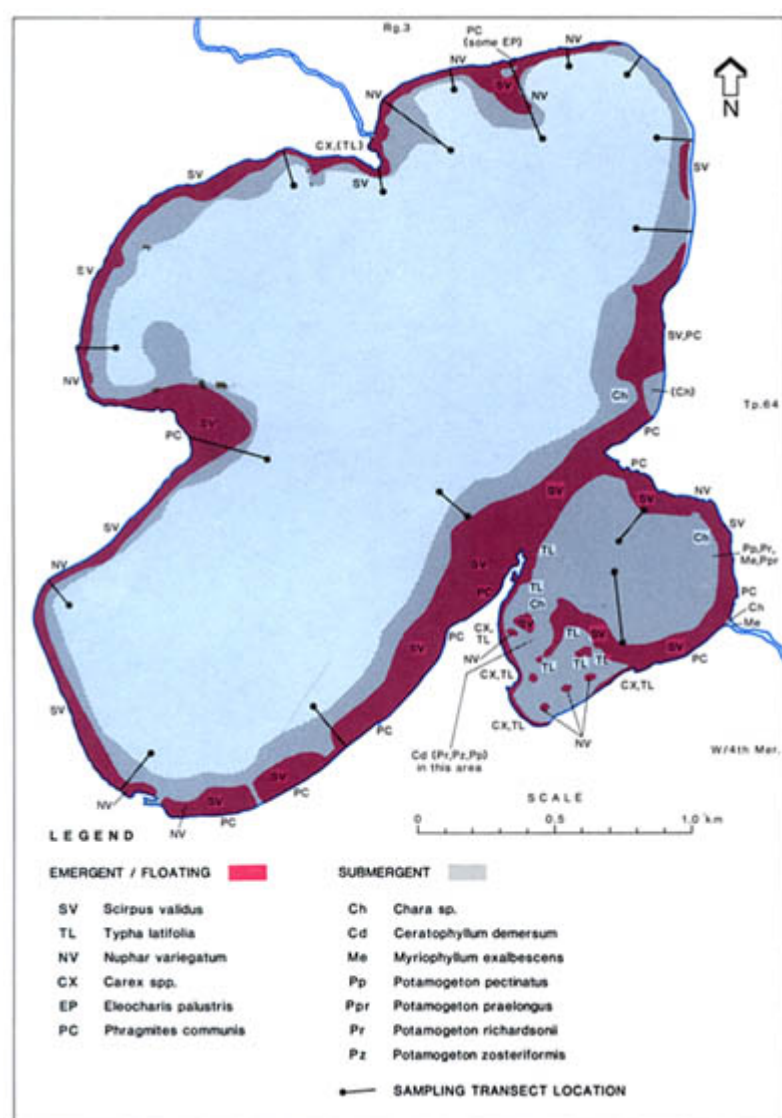 Rg.3
PC
(some EP)
NV
NV
NV
N
SV
NV
CX,(TL)
SV
SV
SV
EV
NV
SV,PC
Ch
(Ch)
Tp.64
SV
PC
PC
PC
SV
NV
SV
SV
Ch
SV
TL
Pp,Pr,
Me,Ppr
NV
SV
PC
TL
Ch
PC
Ch
Me
CX,
TL
TL
SV
PC
SV
NV
TL
TL
TL
SV
PC
CX,TL
CX,TL
SV
PC
CX,TL
NV
Cd (Pr,Pz,Pp)
in this area
W/4th Mer.
NV
SV
SV
PC
NV
PC
SCALE
0 0.5 1.0 km
LEGEND
EMERGENT / FLOATING
SV Scirpus validus
TL Typha latifolia
NV Nuphar variegatum
CX Carex spp.
EP Eleocharis palustris
PC Phragmites communis
SUBMERGENT
Ch Chara sp.
Cd Ceratophyllum demersum
Me Myriophyllum exalbescens
Pp Potamogeton pectinatus
Ppr Potamogeton praelongus
Pr Potamogeton richardsonii
Pz Potamogeton zosteriformis
SAMPLING TRANSECT LOCATION